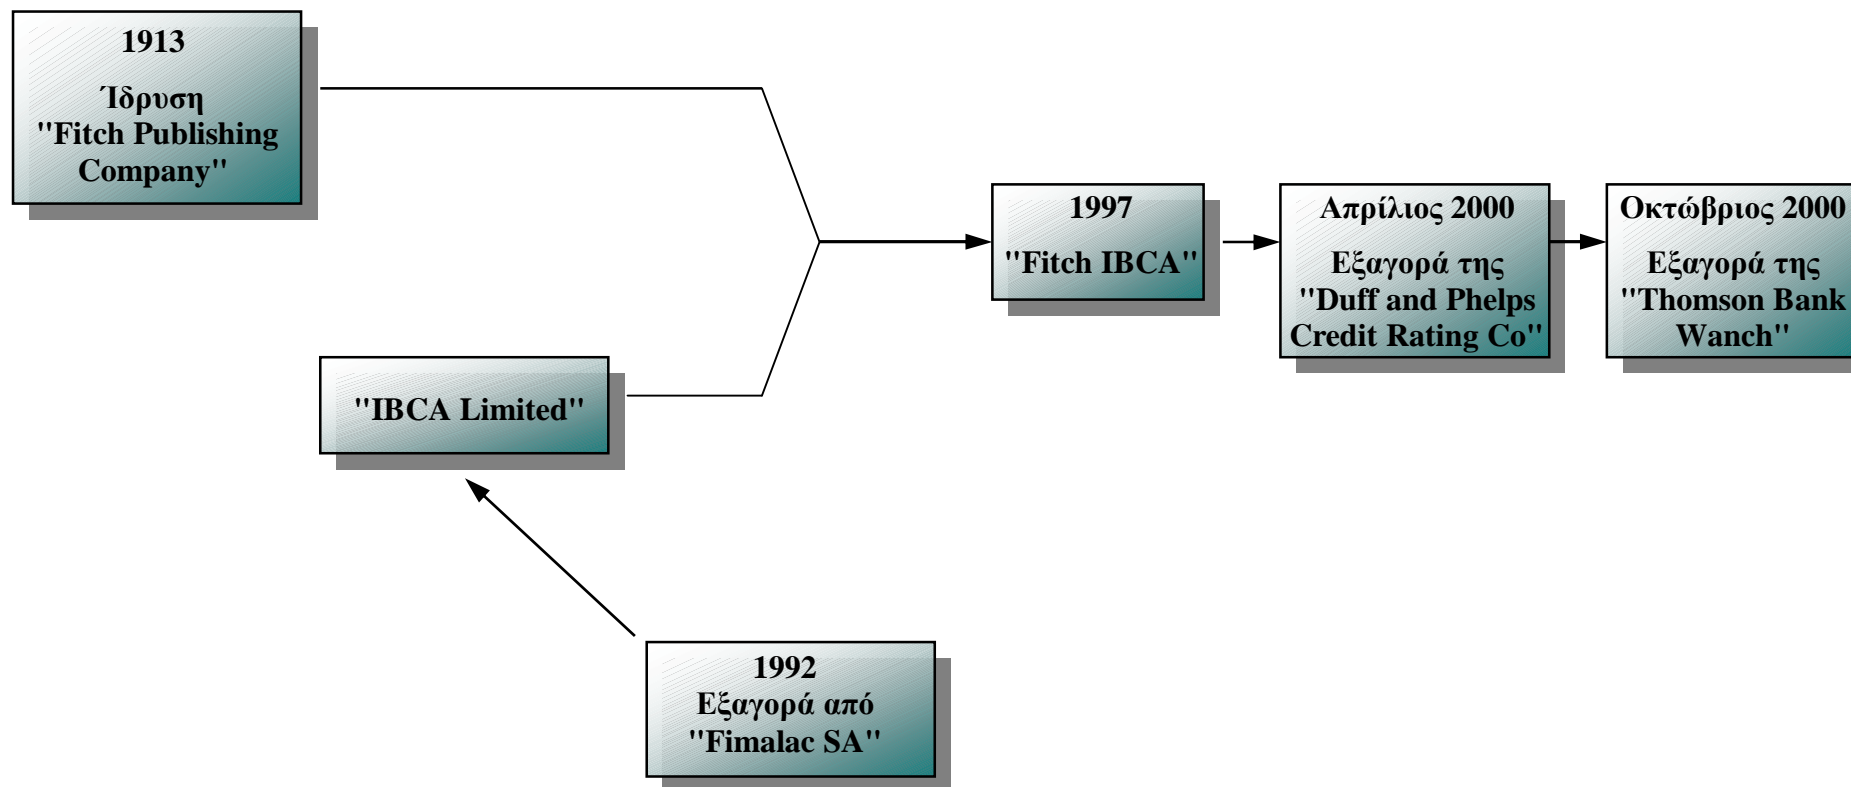 1913
Ίδρυση
"Fitch Publishing
Company"
"IBCA Limited"
1992
Εξαγορά από
"Fimalac SA"
1997
"Fitch IBCA"
Απρίλιος 2000
Εξαγορά της
"Duff and Phelps
Credit Rating Co"
Οκτώβριος 2000
Εξαγορά της
"Thomson Bank
Wanch"